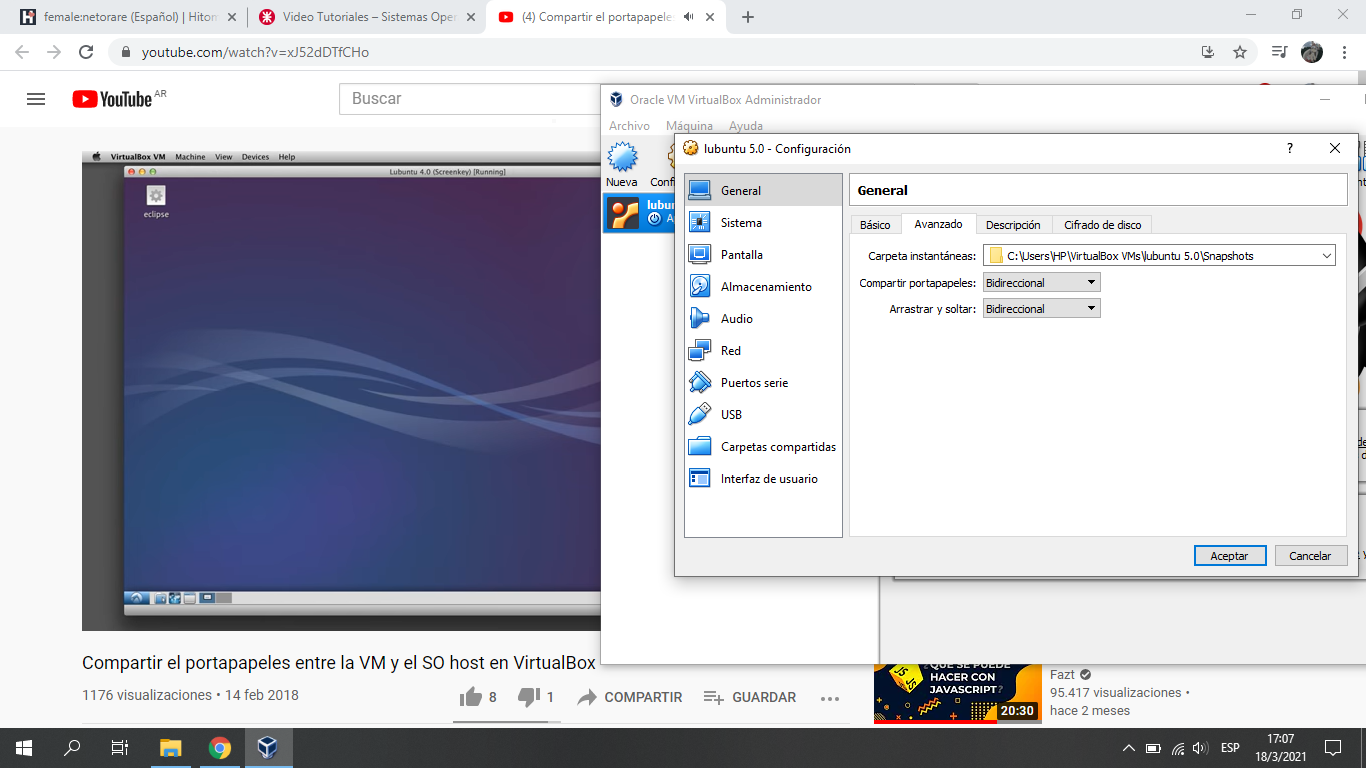 female:netorare (Español) | Hitom
Video Tutoriales – Sistemas Oper
(4) Compartir el portapapeles
youtube.com/watch?v=xJ52dDTfCHo
YouTube AR
Buscar
VirtualBox VM Machine View Devices Help
Lubuntu 4.0 (Screenkey) [Running]
eclipse
Oracle VM VirtualBox Administrador
Archivo Máquina Ayuda
Nueva
lubuntu 5.0 - Configuración
?
General
Sistema
Pantalla
Almacenamiento
Audio
Red
Puertos serie
USB
Carpetas compartidas
Interfaz de usuario
General
Básico Avanzado Descripción Cifrado de disco
Carpeta instantáneas: C:\Users\HP\VirtualBox VMs\lubuntu 5.0\Snapshots
Compartir portapapeles: Bidireccional
Arrastrar y soltar: Bidireccional
Aceptar Cancelar
Compartir el portapapeles entre la VM y el SO host en VirtualBox
1176 visualizaciones • 14 feb 2018
8 1 COMPARTIR GUARDAR
¿QUE SE PUEDE
HACER CON
JAVASCRIPT?
JS
JS
20:30
Fazt
95.417 visualizaciones •
hace 2 meses
ESP
17:07
18/3/2021